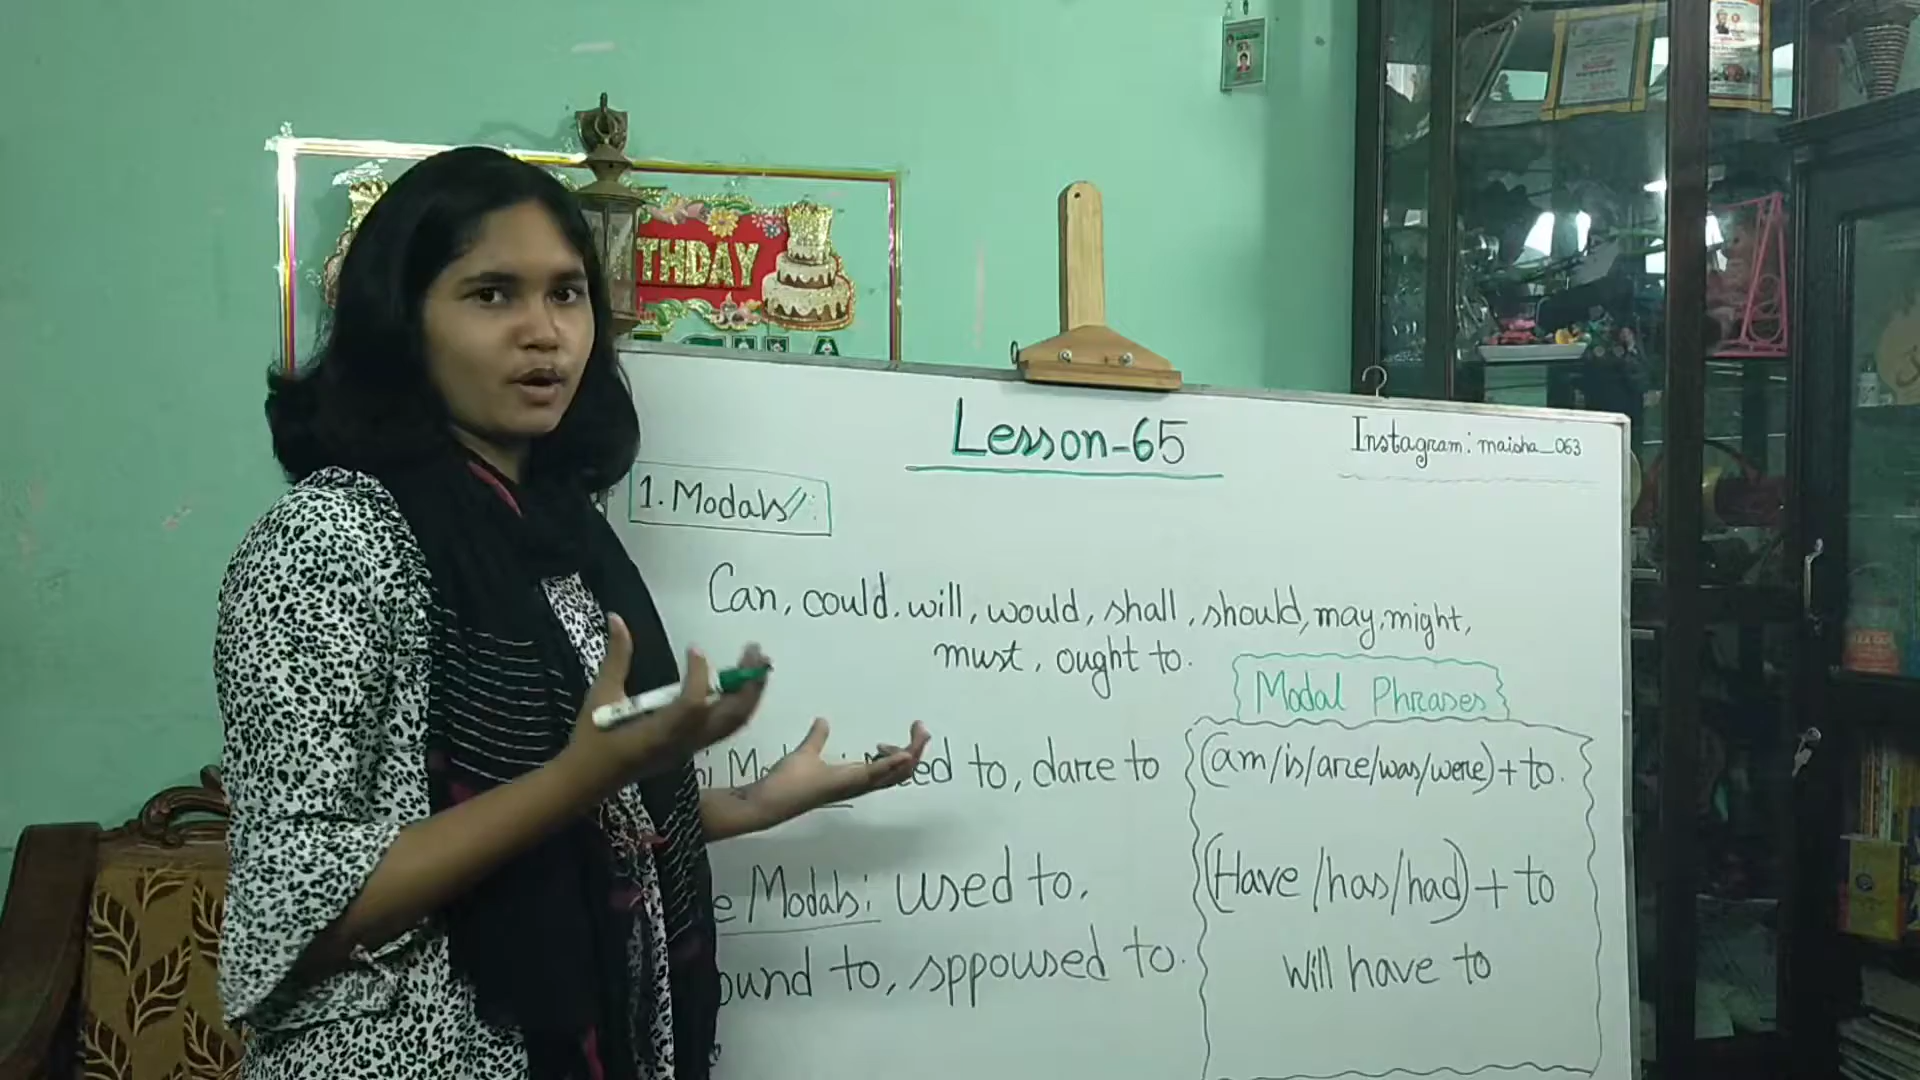 THDAY
Lesson-65
Instagram: maisha_063
1. Modals:
Can, could, will, would, shall, should, may, might,
must, ought to.
Modal Phrases
to, dare to
(am/is/are/was/were)+to.
Modals: used to,
(Have/has/had)+ to
to, sppoused to.
Will have to